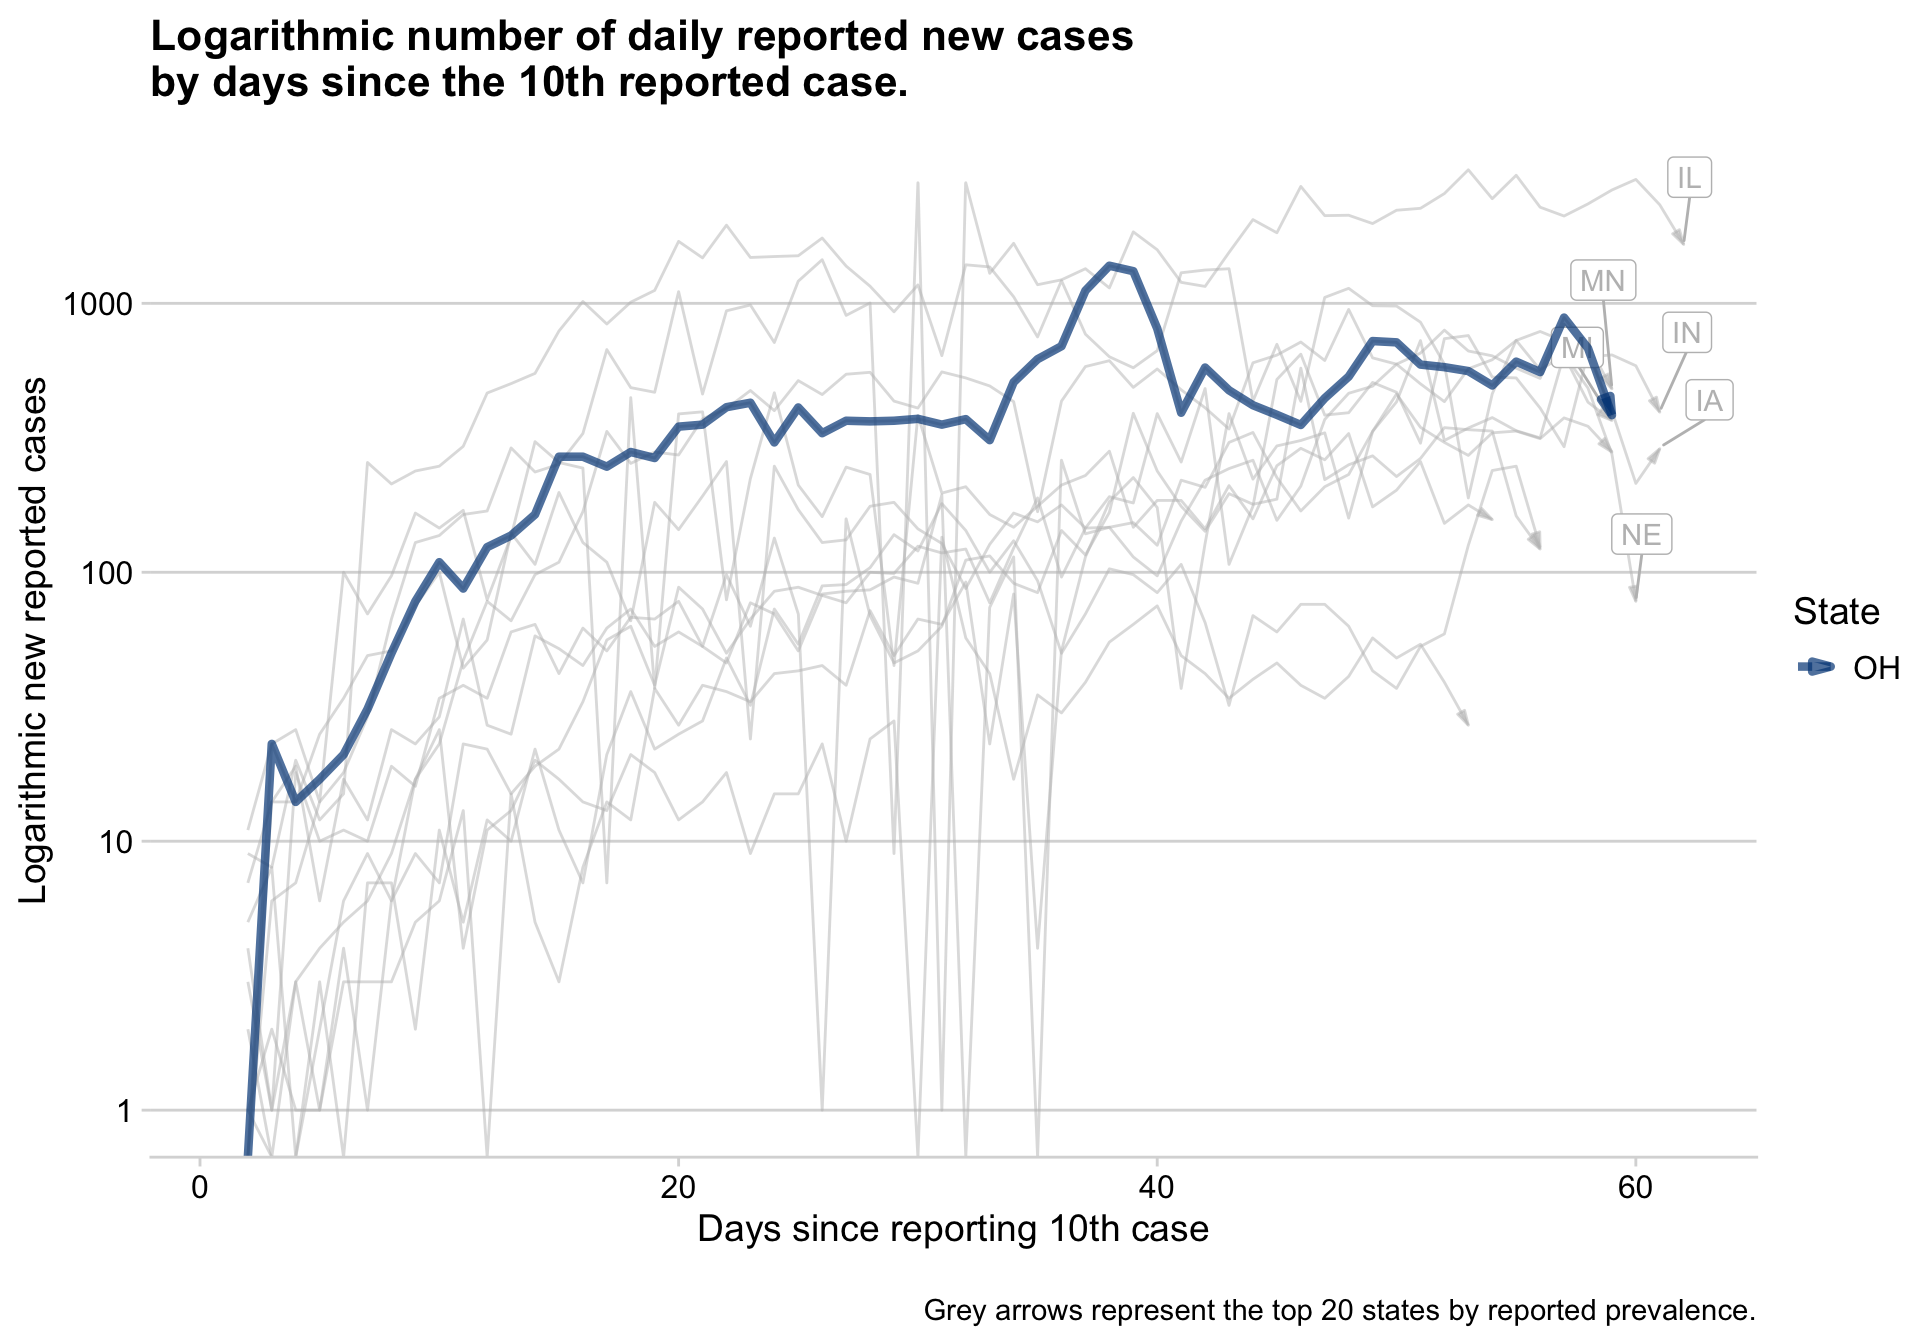 Logarithmic number of daily reported new cases
by days since the 10th reported case.
IL
MN
IN
MI
IA
NE
1000
100
10
1
Logarithmic new reported cases
0
20
40
60
Days since reporting 10th case
State
OH
Grey arrows represent the top 20 states by reported prevalence.